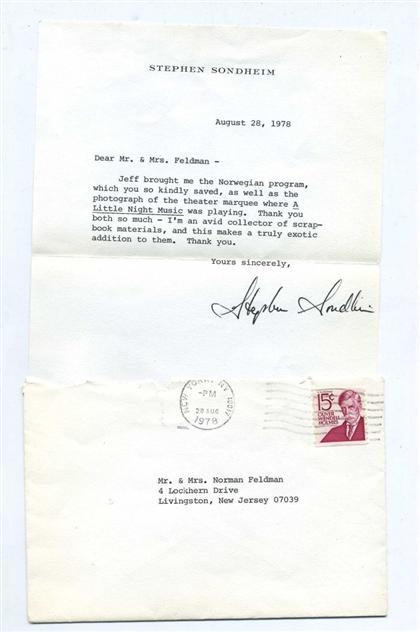 STEPHEN SONDHEIM
August 28, 1978
Dear Mr. & Mrs. Feldman -
Jeff brought me the Norwegian program,
which you so kindly saved, as well as the
photograph of the theater marquee where A
Little Night Music was playing. Thank you
both so much - I'm an avid collector of scrap-
book materials, and this makes a truly exotic
addition to them. Thank you.
Yours sincerely,
Stephen Sondheim
NEW YORK, NY 10017
-PM
28 AUG
1978
15¢
OLIVER
WENDELL
HOLMES
Mr. & Mrs. Norman Feldman
4 Lockhern Drive
Livingston, New Jersey 07039